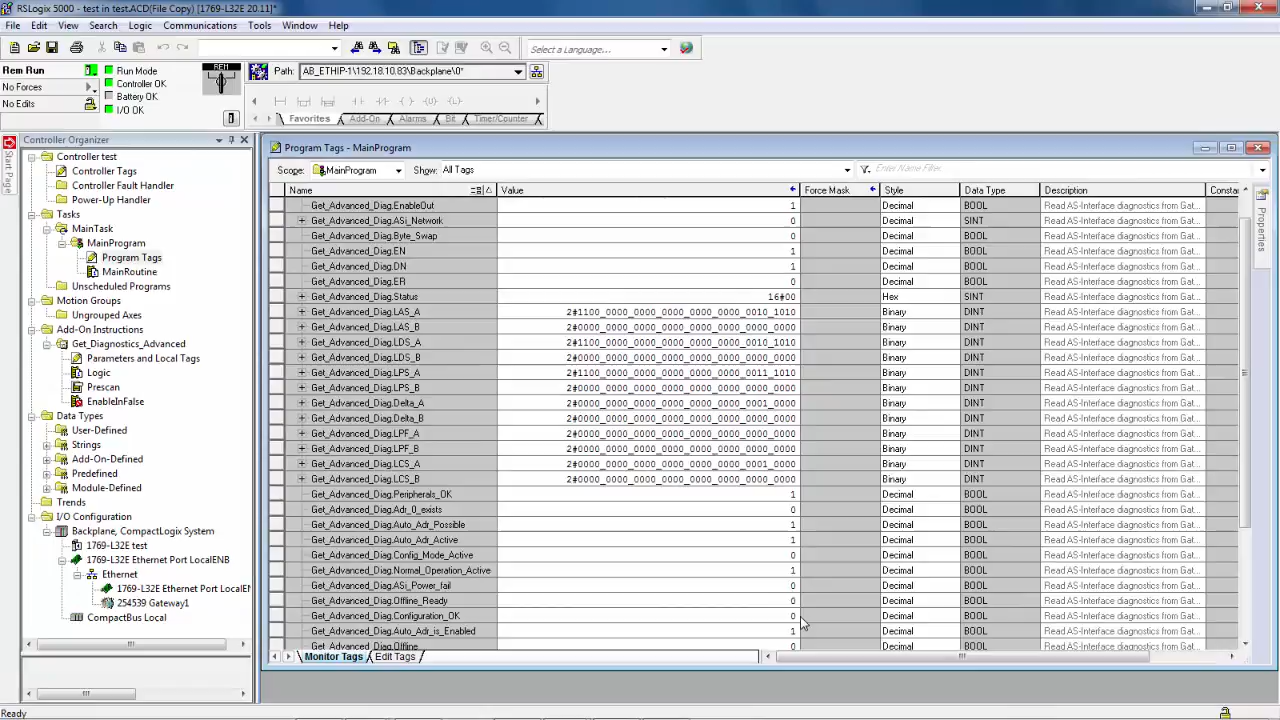 RSLogix 5000 - test in test.ACD(File Copy) [1769-L32E 20.11]*
File Edit View Search Logic Communications Tools Window Help
Select a Language...
Rem Run
Run Mode
Controller OK
Battery OK
I/O OK
No Forces
No Edits
REM
Path: AB_ETHIP-1\192.18.10.83\Backplane\0*
Favorites Add-On Alarms Bit Timer/Counter
Start Page
Controller Organizer
Controller test
Controller Tags
Controller Fault Handler
Power-Up Handler
Tasks
MainTask
MainProgram
Program Tags
MainRoutine
Unscheduled Programs
Motion Groups
Ungrouped Axes
Add-On Instructions
Get_Diagnostics_Advanced
Parameters and Local Tags
Logic
Prescan
EnableInFalse
Data Types
User-Defined
Strings
Add-On-Defined
Predefined
Module-Defined
Trends
I/O Configuration
Backplane, CompactLogix System
1769-L32E test
1769-L32E Ethernet Port LocalENB
Ethernet
1769-L32E Ethernet Port LocalEN
254539 Gateway1
CompactBus Local
Program Tags - MainProgram
Scope: MainProgram Show: All Tags Enter Name Filter
Name Value Force Mask Style Data Type Description Constar
Get_Advanced_Diag.EnableOut 1 Decimal BOOL Read AS-Interface diagnostics from Gat...
Get_Advanced_Diag.ASi_Network 0 Decimal SINT Read AS-Interface diagnostics from Gat...
Get_Advanced_Diag.Byte_Swap 0 Decimal BOOL Read AS-Interface diagnostics from Gat...
Get_Advanced_Diag.EN 1 Decimal BOOL Read AS-Interface diagnostics from Gat...
Get_Advanced_Diag.DN 1 Decimal BOOL Read AS-Interface diagnostics from Gat...
Get_Advanced_Diag.ER 0 Decimal BOOL Read AS-Interface diagnostics from Gat...
Get_Advanced_Diag.Status 16#00 Hex SINT Read AS-Interface diagnostics from Gat...
Get_Advanced_Diag.LAS_A 2#1100_0000_0000_0000_0000_0000_0010_1010 Binary DINT Read AS-Interface diagnostics from Gat...
Get_Advanced_Diag.LAS_B 2#0000_0000_0000_0000_0000_0000_0000_0000 Binary DINT Read AS-Interface diagnostics from Gat...
Get_Advanced_Diag.LDS_A 2#1100_0000_0000_0000_0000_0000_0010_1010 Binary DINT Read AS-Interface diagnostics from Gat...
Get_Advanced_Diag.LDS_B 2#0000_0000_0000_0000_0000_0000_0000_0000 Binary DINT Read AS-Interface diagnostics from Gat...
Get_Advanced_Diag.LPS_A 2#1100_0000_0000_0000_0000_0000_0011_1010 Binary DINT Read AS-Interface diagnostics from Gat...
Get_Advanced_Diag.LPS_B 2#0000_0000_0000_0000_0000_0000_0000_0000 Binary DINT Read AS-Interface diagnostics from Gat...
Get_Advanced_Diag.Delta_A 2#0000_0000_0000_0000_0000_0000_0001_0000 Binary DINT Read AS-Interface diagnostics from Gat...
Get_Advanced_Diag.Delta_B 2#0000_0000_0000_0000_0000_0000_0000_0000 Binary DINT Read AS-Interface diagnostics from Gat...
Get_Advanced_Diag.LPF_A 2#0000_0000_0000_0000_0000_0000_0000_0000 Binary DINT Read AS-Interface diagnostics from Gat...
Get_Advanced_Diag.LPF_B 2#0000_0000_0000_0000_0000_0000_0000_0000 Binary DINT Read AS-Interface diagnostics from Gat...
Get_Advanced_Diag.LCS_A 2#0000_0000_0000_0000_0000_0000_0001_0000 Binary DINT Read AS-Interface diagnostics from Gat...
Get_Advanced_Diag.LCS_B 2#0000_0000_0000_0000_0000_0000_0000_0000 Binary DINT Read AS-Interface diagnostics from Gat...
Get_Advanced_Diag.Peripherals_OK 1 Decimal BOOL Read AS-Interface diagnostics from Gat...
Get_Advanced_Diag.Adr_0_exists 0 Decimal BOOL Read AS-Interface diagnostics from Gat...
Get_Advanced_Diag.Auto_Adr_Possible 1 Decimal BOOL Read AS-Interface diagnostics from Gat...
Get_Advanced_Diag.Auto_Adr_Active 1 Decimal BOOL Read AS-Interface diagnostics from Gat...
Get_Advanced_Diag.Config_Mode_Active 0 Decimal BOOL Read AS-Interface diagnostics from Gat...
Get_Advanced_Diag.Normal_Operation_Active 1 Decimal BOOL Read AS-Interface diagnostics from Gat...
Get_Advanced_Diag.ASi_Power_fail 0 Decimal BOOL Read AS-Interface diagnostics from Gat...
Get_Advanced_Diag.Offline_Ready 0 Decimal BOOL Read AS-Interface diagnostics from Gat...
Get_Advanced_Diag.Configuration_OK 0 Decimal BOOL Read AS-Interface diagnostics from Gat...
Get_Advanced_Diag.Auto_Adr_is_Enabled 1 Decimal BOOL Read AS-Interface diagnostics from Gat...
Get_Advanced_Diag.Offline 0 Decimal BOOL Read AS-Interface diagnostics from Gat...
Monitor Tags Edit Tags
Properties
Ready